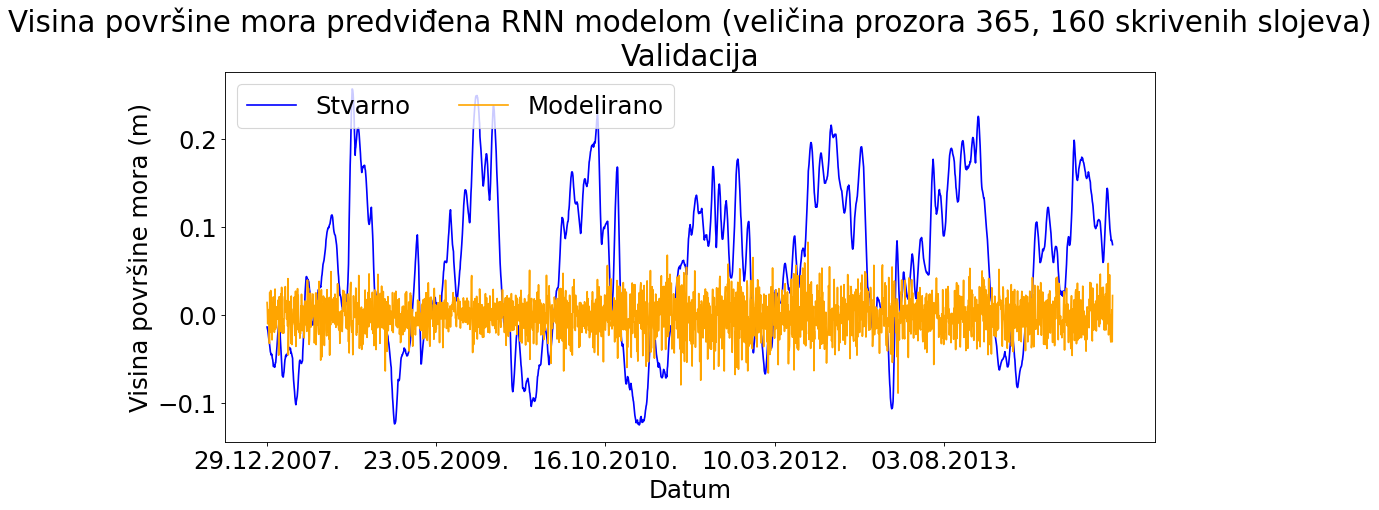 Visina površine mora predviđena RNN modelom (veličina prozora 365, 160 skrivenih slojeva)
Validacija
Stvarno Modelirano
Visina površine mora (m)
0.2
0.1
0.0
−0.1
29.12.2007. 23.05.2009. 16.10.2010. 10.03.2012. 03.08.2013.
Datum